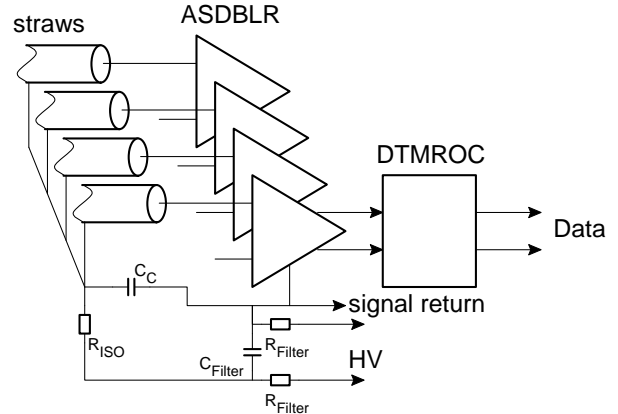 straws
ASDBLR
DTMROC
Data
C_C
signal return
R_ISO
R_Filter
C_Filter
HV
R_Filter